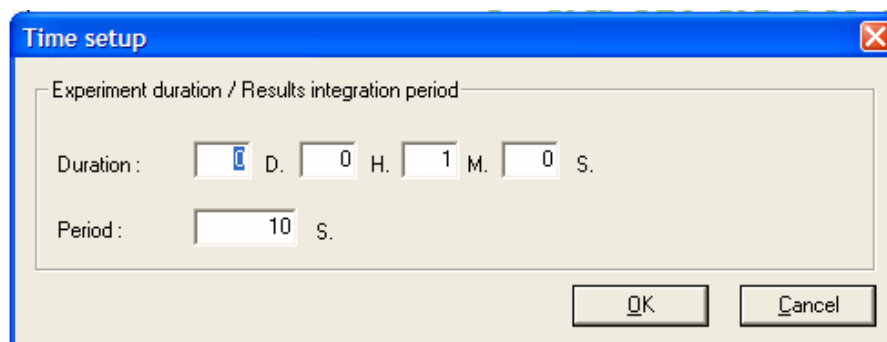 Time setup
Experiment duration / Results integration period
Duration : 0 D. 0 H. 1 M. 0 S.
Period : 10 S.
OK Cancel